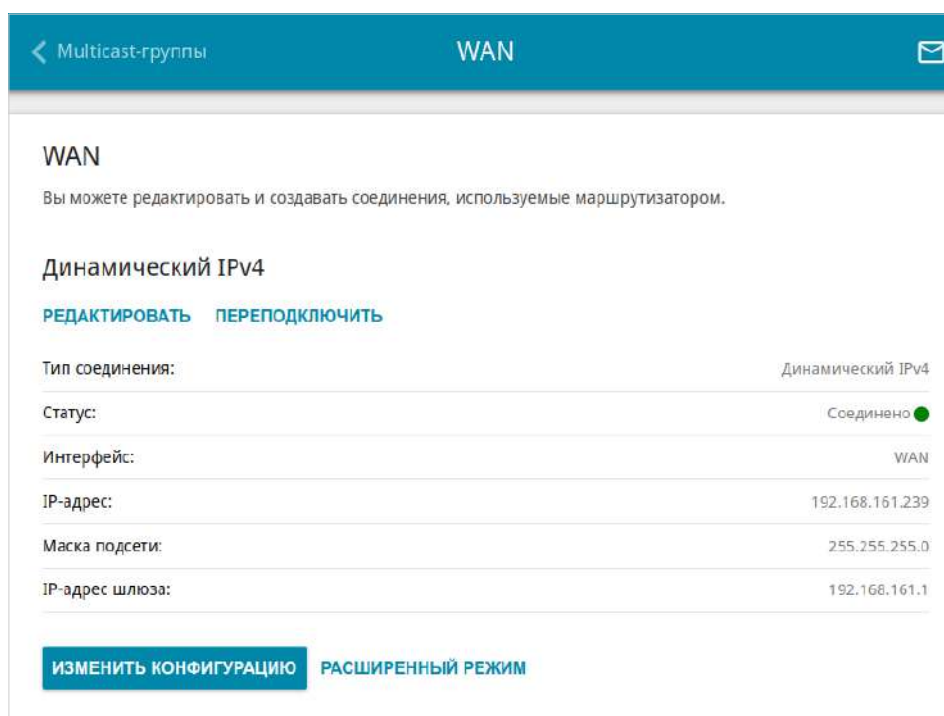 Multicast-группы
WAN
WAN
Вы можете редактировать и создавать соединения, используемые маршрутизатором.
Динамический IPv4
РЕДАКТИРОВАТЬ ПЕРЕПОДКЛЮЧИТЬ
Тип соединения: Динамический IPv4
Статус: Соединено
Интерфейс: WAN
IP-адрес: 192.168.161.239
Маска подсети: 255.255.255.0
IP-адрес шлюза: 192.168.161.1
ИЗМЕНИТЬ КОНФИГУРАЦИЮ РАСШИРЕННЫЙ РЕЖИМ